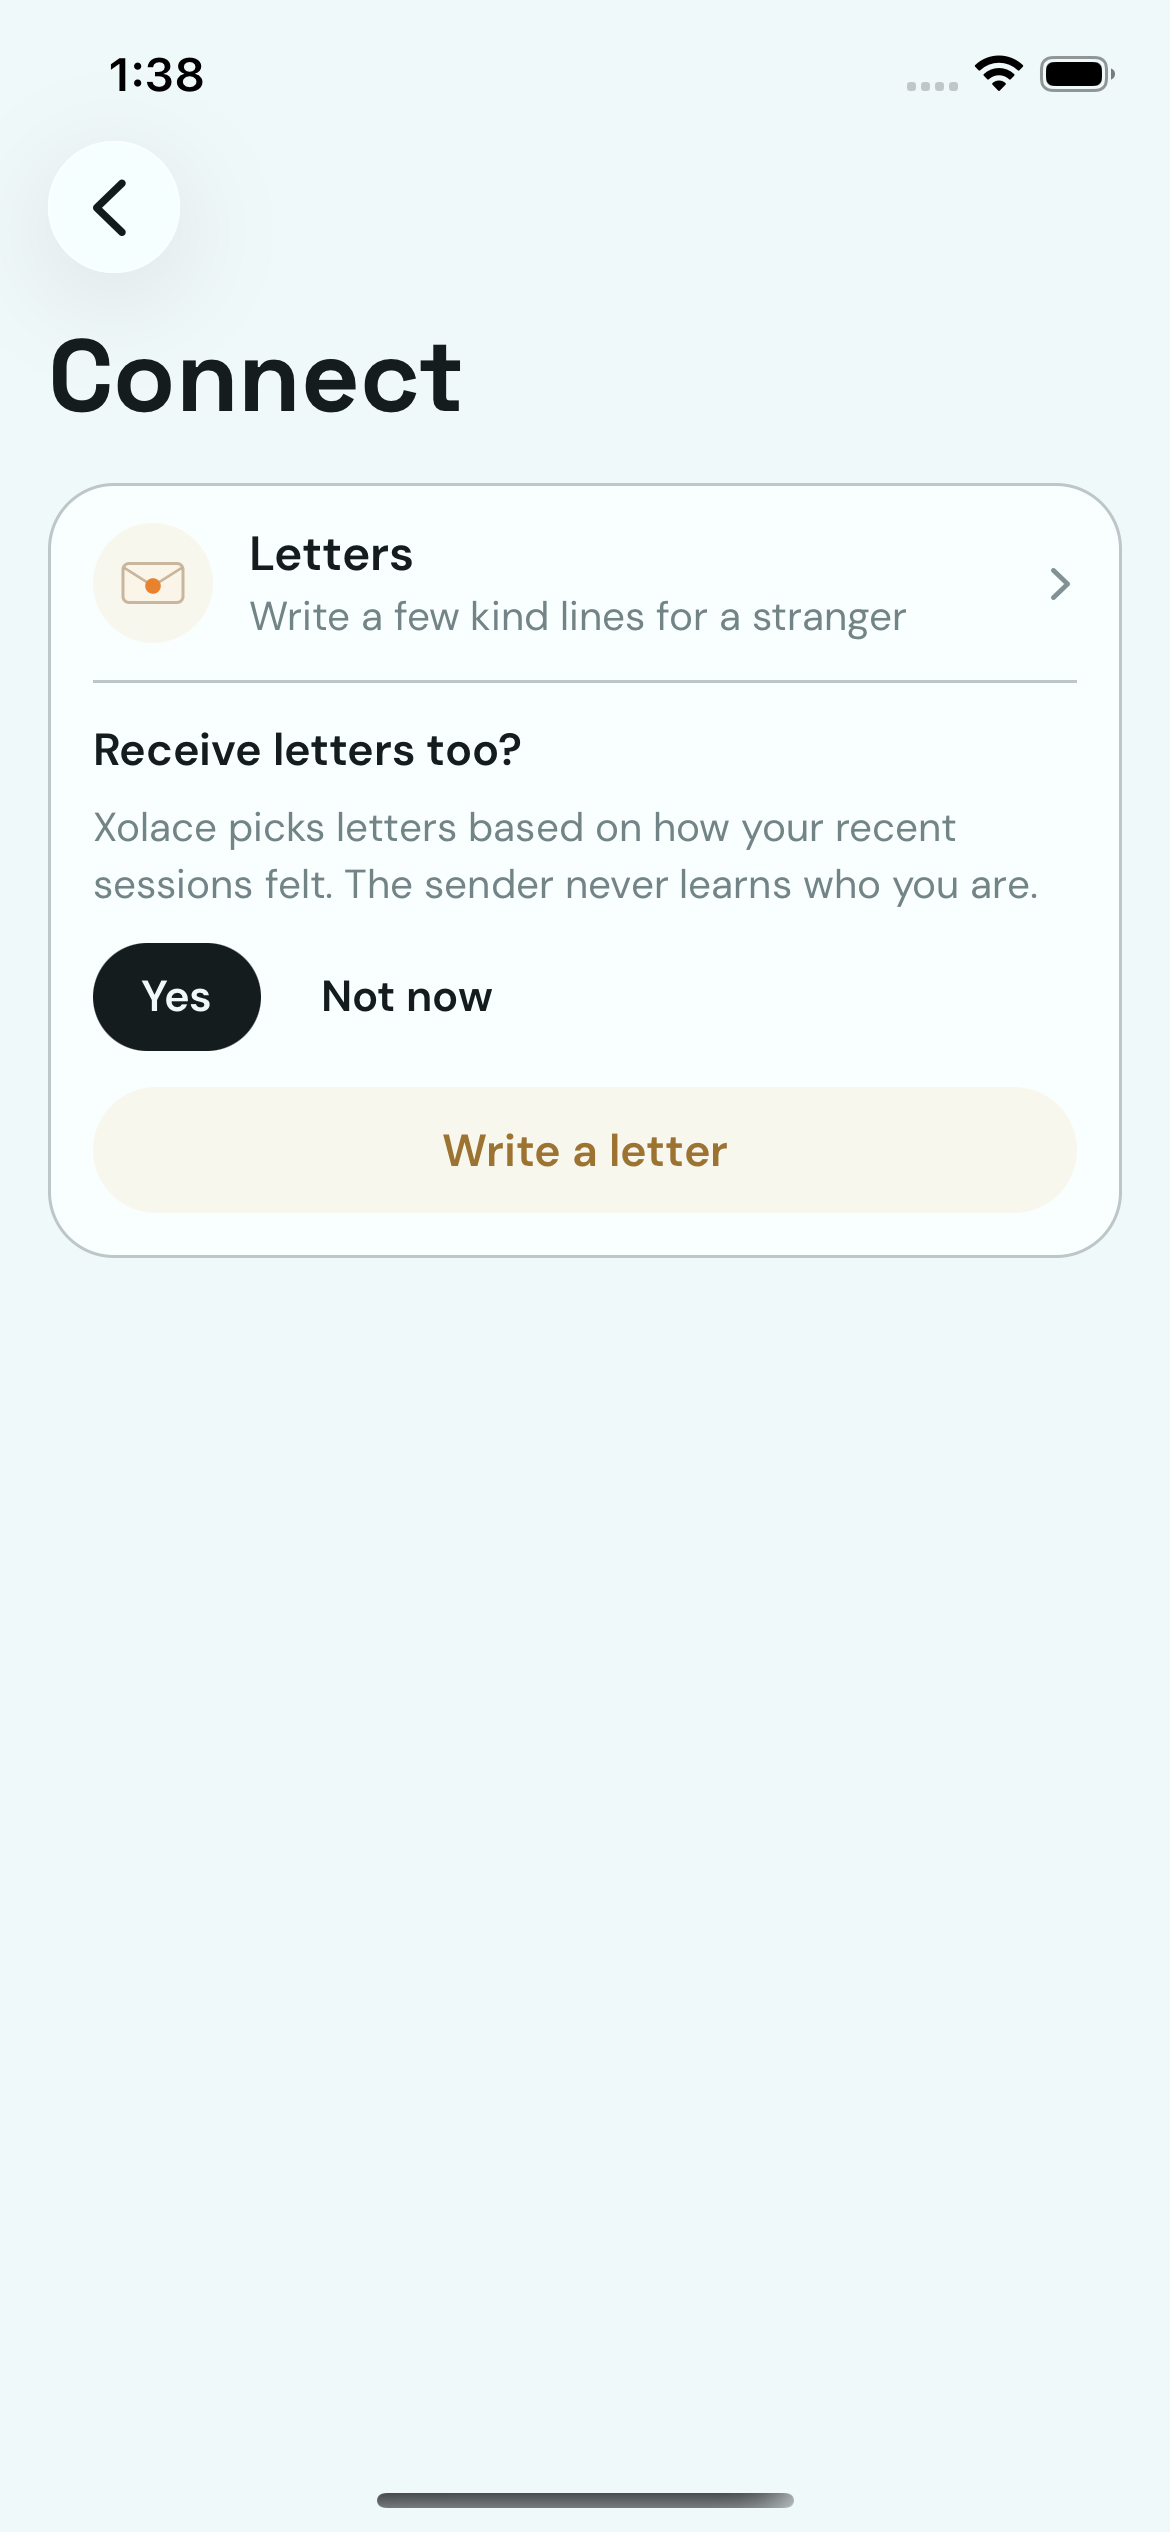 1:38
Connect
Letters
Write a few kind lines for a stranger
Receive letters too?
Xolace picks letters based on how your recent
sessions felt. The sender never learns who you are.
Yes
Not now
Write a letter